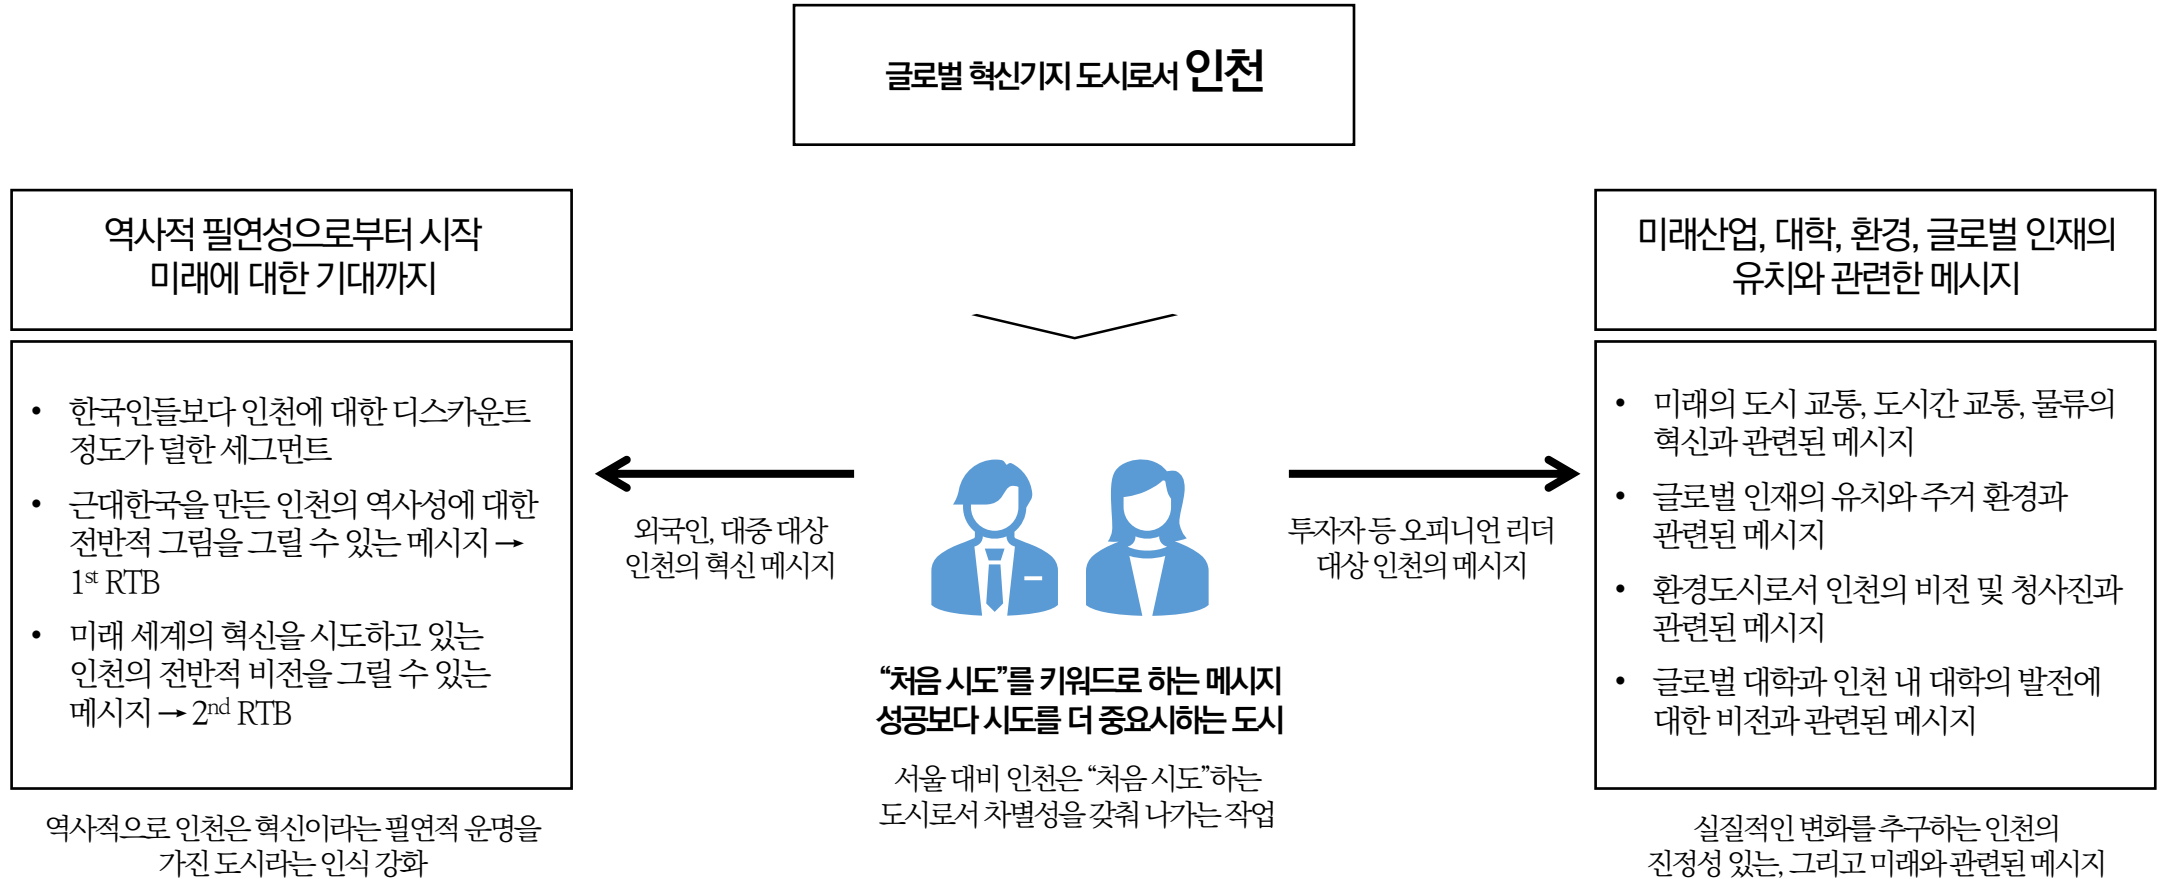 글로벌 혁신기지 도시로서 인천
역사적 필연성으로부터 시작
미래에 대한 기대까지
• 한국인들보다 인천에 대한 디스카운트
정도가 덜한 세그먼트
• 근대한국을 만든 인천의 역사성에 대한
전반적 그림을 그릴 수 있는 메시지 →
1st RTB
• 미래 세계의 혁신을 시도하고 있는
인천의 전반적 비전을 그릴 수 있는
메시지 → 2nd RTB
역사적으로 인천은 혁신이라는 필연적 운명을
가진 도시라는 인식 강화
외국인, 대중 대상
인천의 혁신 메시지
“처음 시도”를 키워드로 하는 메시지
성공보다 시도를 더 중요시하는 도시
서울 대비 인천은 “처음 시도”하는
도시로서 차별성을 갖춰 나가는 작업
투자자 등 오피니언 리더
대상 인천의 메시지
미래산업, 대학, 환경, 글로벌 인재의
유치와 관련한 메시지
• 미래의 도시 교통, 도시간 교통, 물류의
혁신과 관련된 메시지
• 글로벌 인재의 유치와 주거 환경과
관련된 메시지
• 환경도시로서 인천의 비전 및 청사진과
관련된 메시지
• 글로벌 대학과 인천 내 대학의 발전에
대한 비전과 관련된 메시지
실질적인 변화를 추구하는 인천의
진정성 있는, 그리고 미래와 관련된 메시지